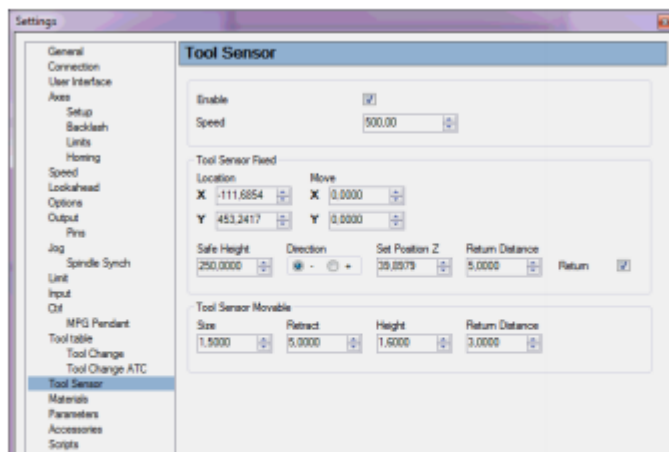 Settings
General
Connection
User Interface
Axes
Setup
Backlash
Limits
Homing
Speed
Lookahead
Options
Output
Pins
Jog
Spindle Synch
Limit
Input
Ctrl
MPG Pendant
Tool table
Tool Change
Tool Change ATC
Tool Sensor
Materials
Parameters
Accessories
Scripts
Tool Sensor
Enable
Speed 500,00
Tool Sensor Fixed
Location Move
X -111,6854 X 0,0000
Y 453,2417 Y 0,0000
Safe Height Direction Set Position Z Return Distance
250,0000 - + 39,8979 5,0000 Return
Tool Sensor Movable
Size Retract Height Return Distance
1,5000 5,0000 1,6000 3,0000